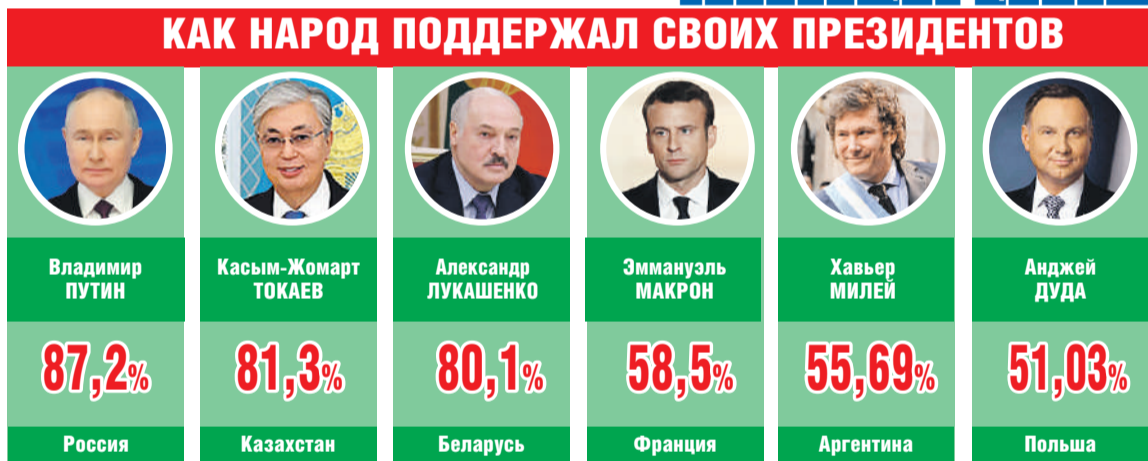 КАК НАРОД ПОДДЕРЖАЛ СВОИХ ПРЕЗИДЕНТОВ
Владимир
ПУТИН
87,2%
Россия
Касым-Жомарт
ТОКАЕВ
81,3%
Казахстан
Александр
ЛУКАШЕНКО
80,1%
Беларусь
Эммануэль
МАКРОН
58,5%
Франция
Хавьер
МИЛЕЙ
55,69%
Аргентина
Анджей
ДУДА
51,03%
Польша